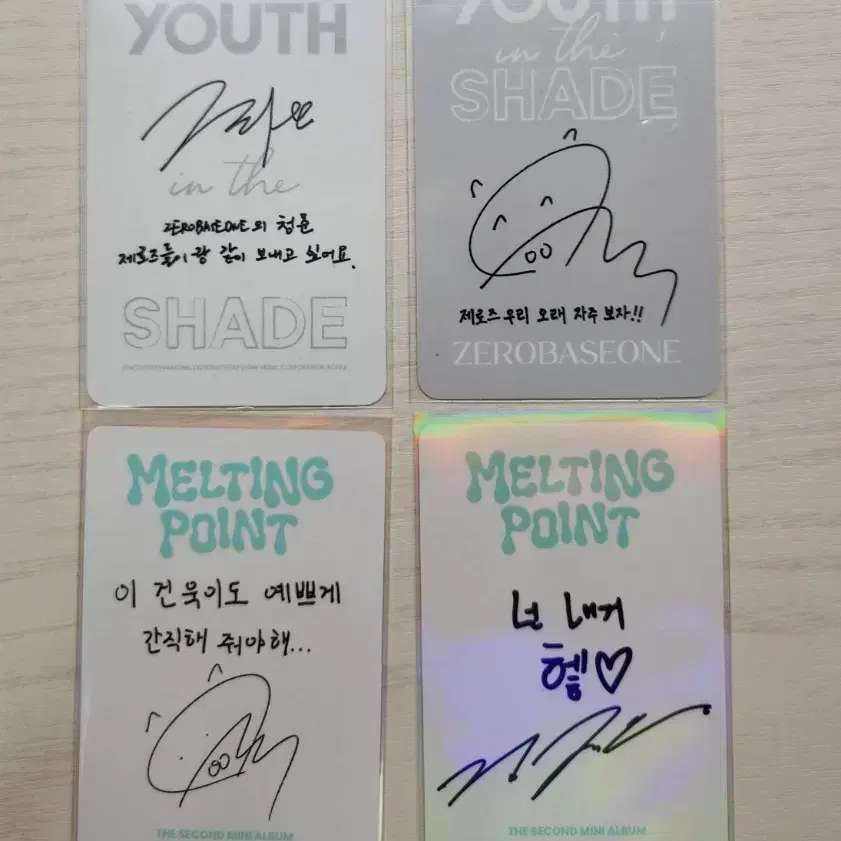 YOUTH
in the
ZEROBASEONE의 청춘
제로즈들이랑 같이 보내고 싶어요.
SHADE
YOUTH
in the
SHADE
제로즈 우리 오래 자주 보자!!
ZEROBASEONE
MELTING
POINT
이 건욱이도 예쁘게
간직해 줘야해...
THE SECOND MINI ALBUM
MELTING
POINT
넌 내거
헿♡
THE SECOND MINI ALBUM